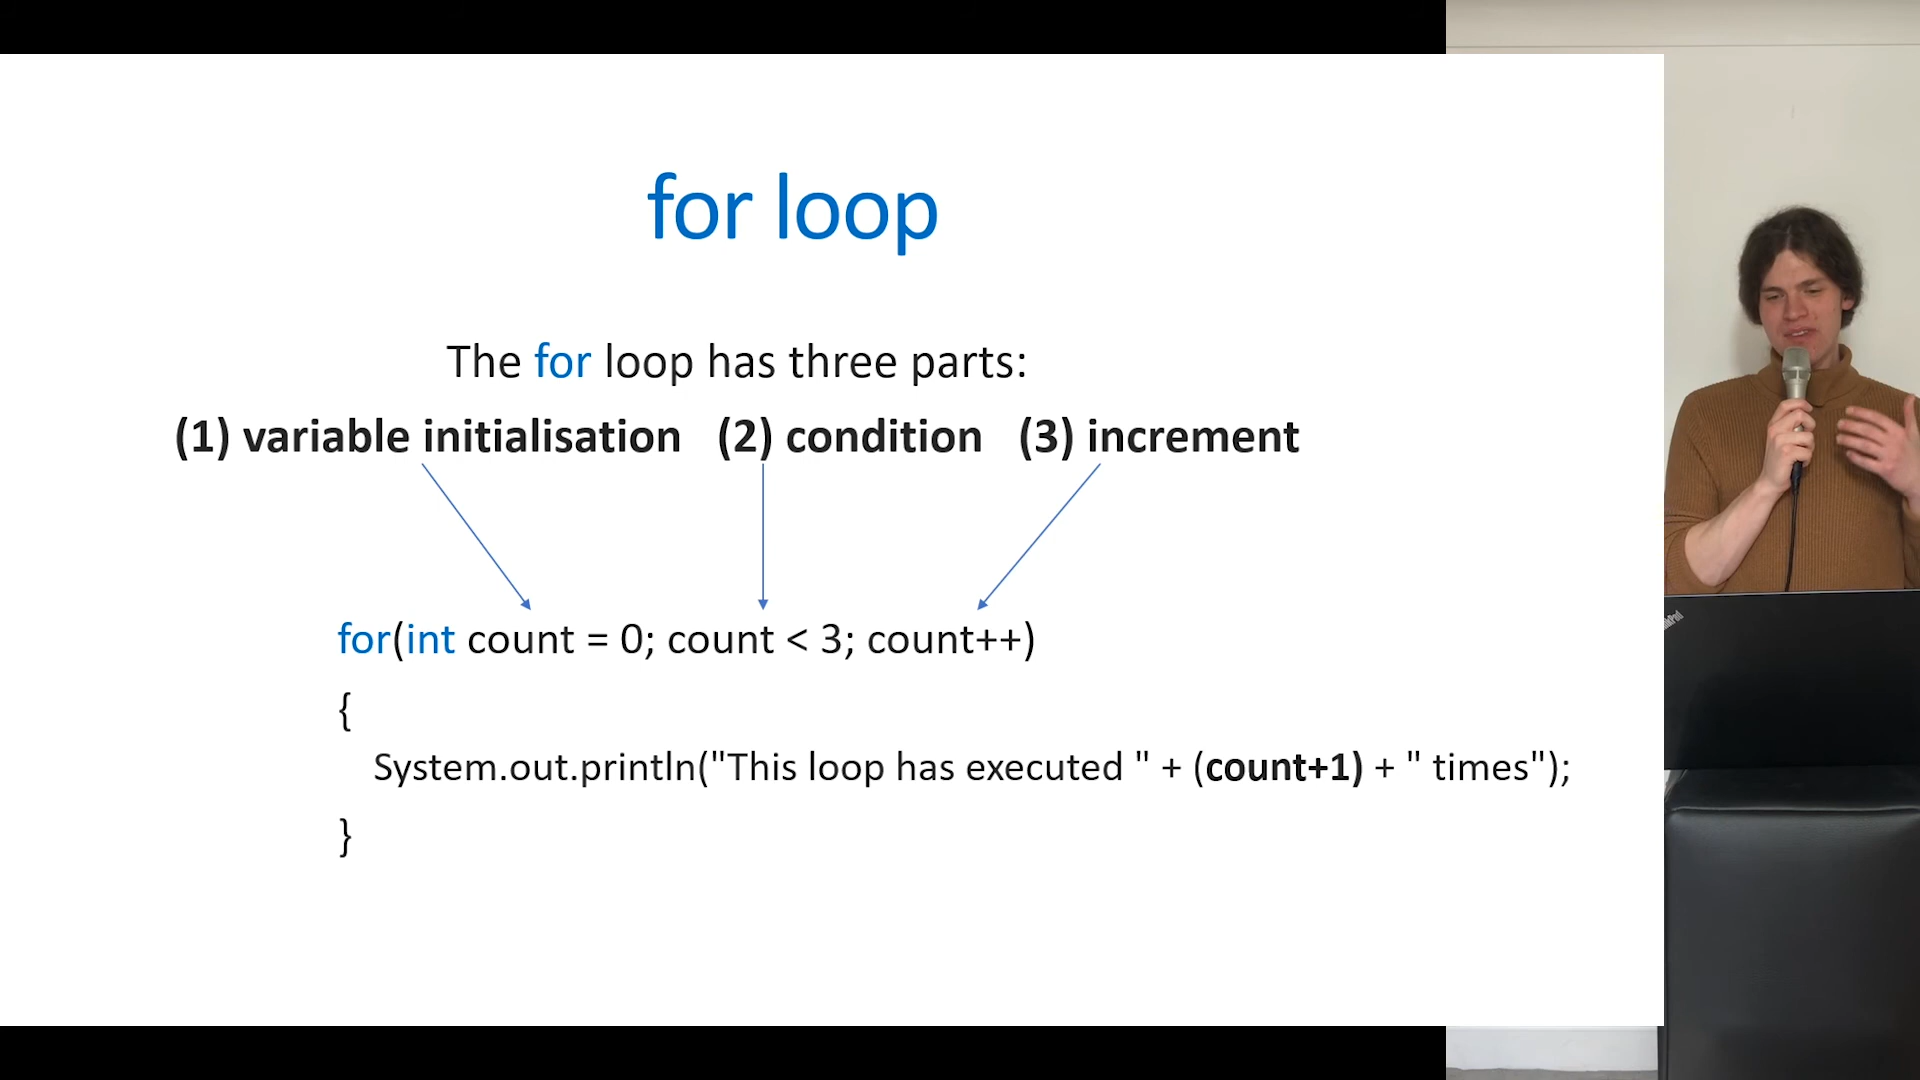 for loop
The for loop has three parts:
(1) variable initialisation (2) condition (3) increment
for(int count = 0; count < 3; count++)
{
System.out.println("This loop has executed " + (count+1) + " times");
}